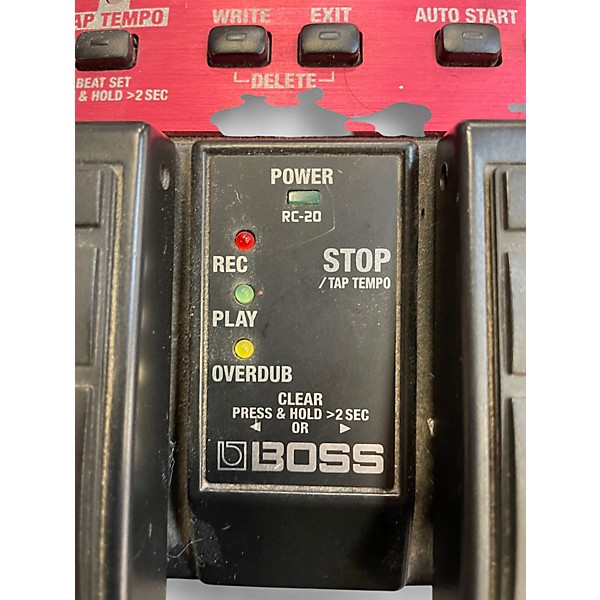 TAP TEMPO WRITE EXIT AUTO START
BEAT SET
& HOLD >2 SEC
DELETE
POWER
RC-20
REC
STOP
/TAP TEMPO
PLAY
OVERDUB
CLEAR
PRESS & HOLD >2 SEC
◄ OR ►
BOSS